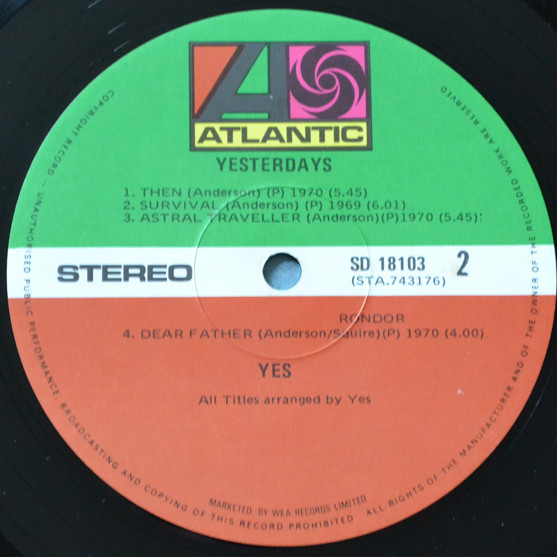 ATLANTIC
YESTERDAYS
1. THEN (Anderson) (P) 1970 (5.45)
2. SURVIVAL (Anderson) (P) 1969 (6.01)
3. ASTRAL TRAVELLER (Anderson)(P)1970 (5.45)
STEREO
SD 18103 2
(STA.743176)
RONDOR
4. DEAR FATHER (Anderson/Squire)(P) 1970 (4.00)
YES
All Titles arranged by Yes
MARKETED BY WEA RECORDS LIMITED
COPYRIGHT RECORD — UNAUTHORISED PUBLIC PERFORMANCE, BROADCASTING AND COPYING OF THIS RECORD PROHIBITED ALL RIGHTS OF THE MANUFACTURER AND OF THE OWNER OF THE RECORDED WORK ARE RESERVED